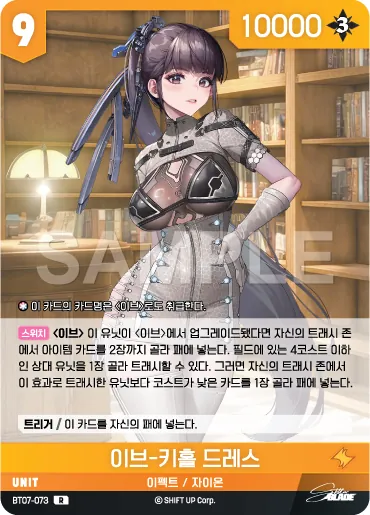 9
10000
3
SAMPLE
이 카드의 카드명은 <이브>로도 취급한다.
스위치 <이브> 이 유닛이 <이브>에서 업그레이드됐다면 자신의 트래시 존
에서 아이템 카드를 2장까지 골라 패에 넣는다. 필드에 있는 4코스트 이하
인 상대 유닛을 1장 골라 트래시할 수 있다. 그러면 자신의 트래시 존에서
이 효과로 트래시한 유닛보다 코스트가 낮은 카드를 1장 골라 패에 넣는다.
트리거 / 이 카드를 자신의 패에 넣는다.
이브-키홀 드레스
UNIT
이팩트 / 자이온
BT07-073 R
ⓒSHIFT UP Corp.
Stellar BLADE